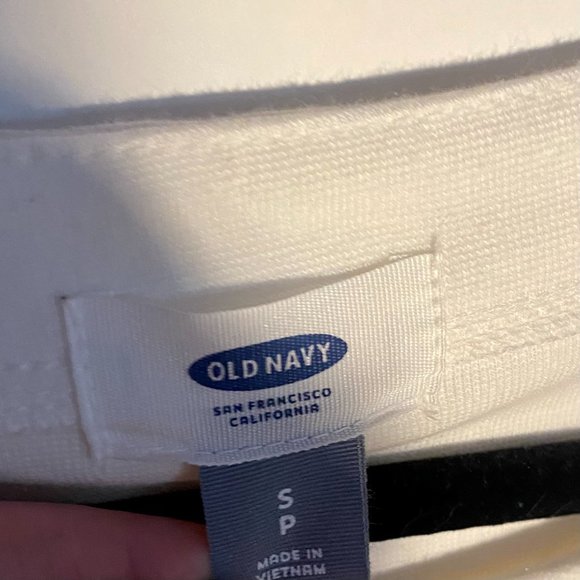 OLD NAVY
SAN FRANCISCO
CALIFORNIA
S
P
MADE IN
VIETNAM